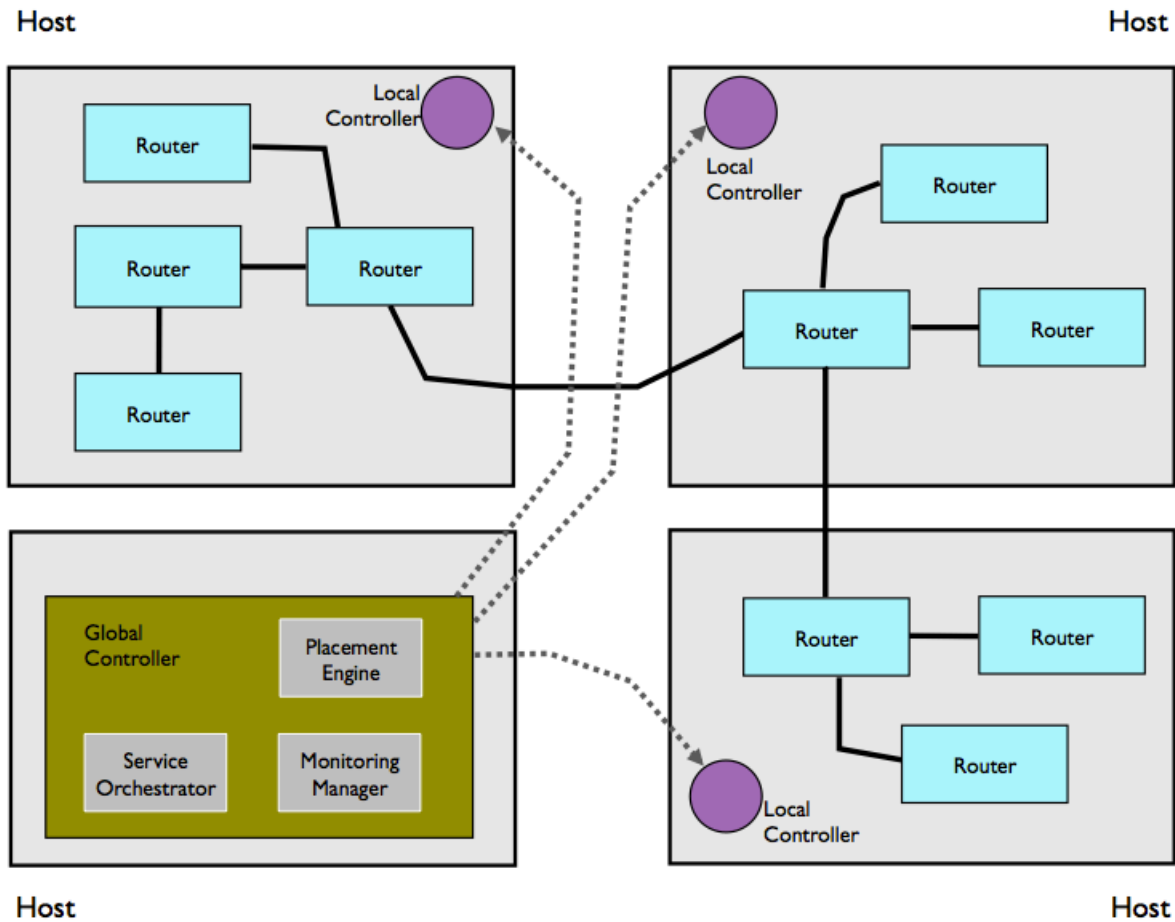 Host
Host
Local
Controller
Router
Router
Router
Router
Local
Controller
Router
Router
Router
Global
Controller
Placement
Engine
Service
Orchestrator
Monitoring
Manager
Router
Router
Router
Local
Controller
Host
Host